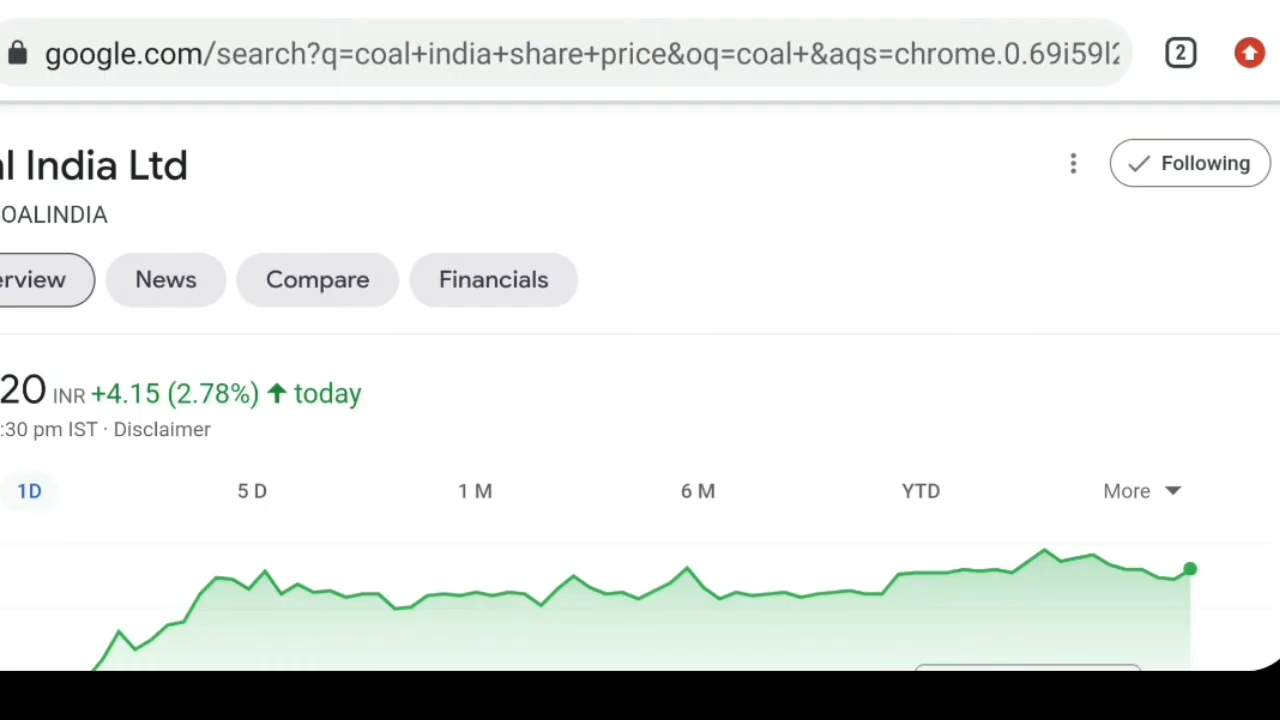 google.com/search?q=coal+india+share+price&oq=coal+&aqs=chrome.0.69i59l2
2
al India Ltd
Following
OALINDIA
erview
News
Compare
Financials
20 INR +4.15 (2.78%) ↑ today
:30 pm IST · Disclaimer
1D
5 D
1 M
6 M
YTD
More